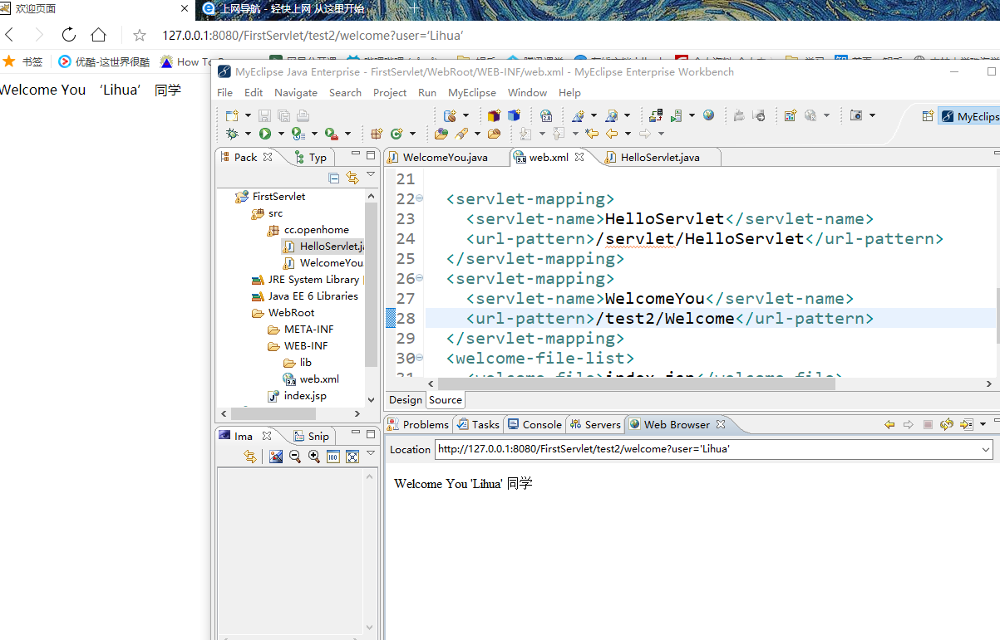 欢迎页面
上网导航 - 轻快上网 从这里开始
127.0.0.1:8080/FirstServlet/test2/welcome?user=‘Lihua’
书签 优酷-这世界很酷 How To
Welcome You ‘Lihua’ 同学
MyEclipse Java Enterprise - FirstServlet/WebRoot/WEB-INF/web.xml - MyEclipse Enterprise Workbench
File Edit Navigate Search Project Run MyEclipse Window Help
MyEclips
Pack Typ
FirstServlet
src
cc.openhome
HelloServlet.j
WelcomeYou
JRE System Library
Java EE 6 Libraries
WebRoot
META-INF
WEB-INF
lib
web.xml
index.jsp
WelcomeYou.java web.xml HelloServlet.java
21
22 <servlet-mapping>
23 <servlet-name>HelloServlet</servlet-name>
24 <url-pattern>/servlet/HelloServlet</url-pattern>
25 </servlet-mapping>
26 <servlet-mapping>
27 <servlet-name>WelcomeYou</servlet-name>
28 <url-pattern>/test2/Welcome</url-pattern>
29 </servlet-mapping>
30 <welcome-file-list>
31 <welcome-file>index.jsp</welcome-file>
Design Source
Ima Snip
Problems Tasks Console Servers Web Browser
Location http://127.0.0.1:8080/FirstServlet/test2/welcome?user='Lihua'
Welcome You 'Lihua' 同学